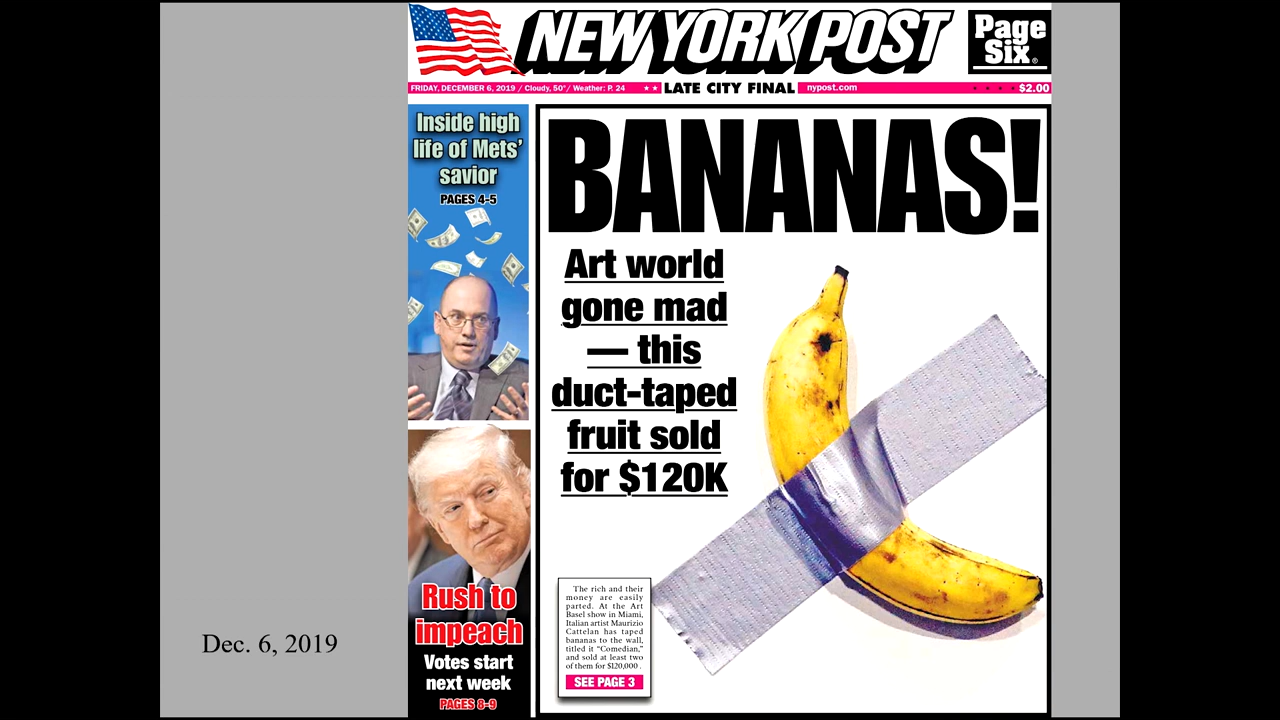 NEW YORK POST
Page
Six®
FRIDAY, DECEMBER 6, 2019 / Cloudy, 50°/ Weather: P. 24
LATE CITY FINAL
nypost.com
$2.00
Inside high
life of Mets'
savior
PAGES 4-5
Rush to
impeach
Votes start
next week
PAGES 8-9
BANANAS!
Art world
gone mad
— this
duct-taped
fruit sold
for $120K
The rich and their
money are easily
parted. At the Art
Basel show in Miami,
Italian artist Maurizio
Cattelan has taped
bananas to the wall,
titled it “Comedian,”
and sold at least two
of them for $120,000.
SEE PAGE 3
Dec. 6, 2019